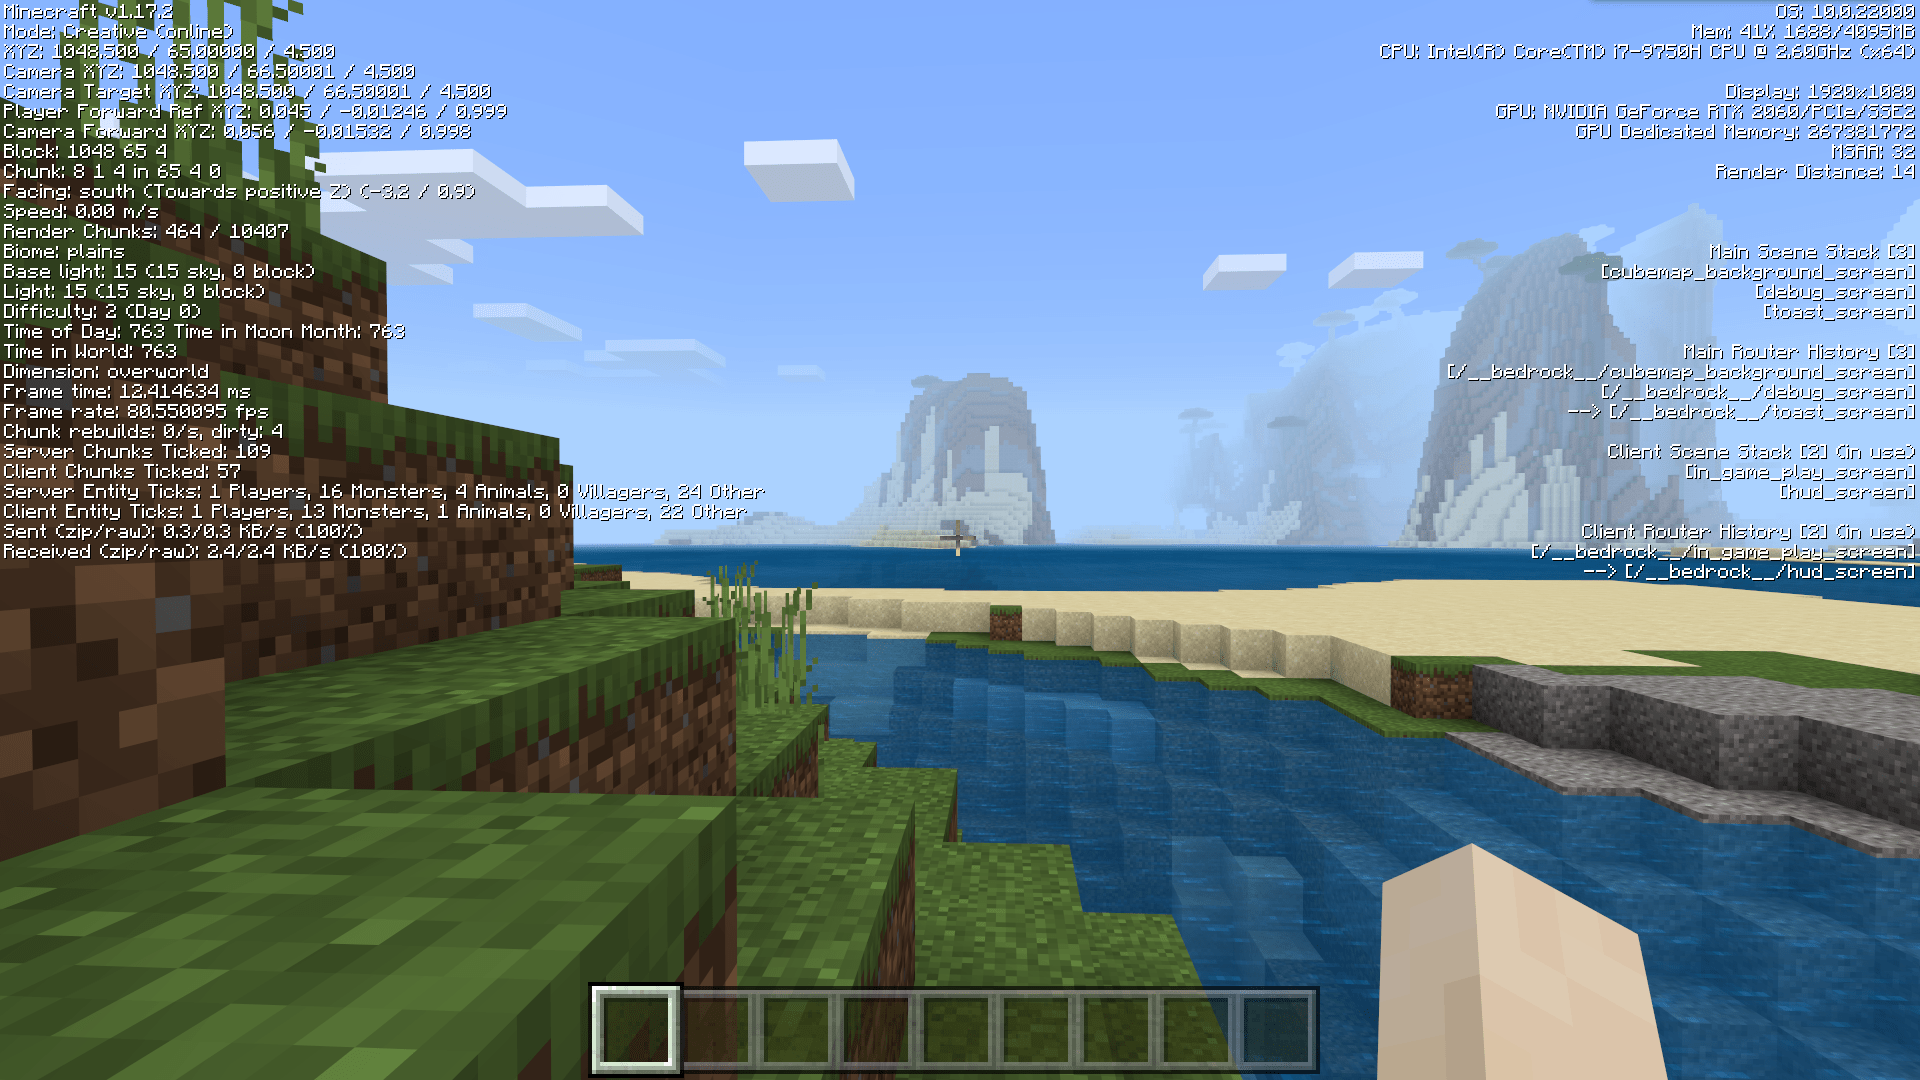 Minecraft v1.17.2
Mode: Creative (online)
XYZ: 1048.500 / 65.00000 / 4.500
Camera XYZ: 1048.500 / 66.50001 / 4.500
Camera Target XYZ: 1048.500 / 66.50001 / 4.500
Player Forward Ref XYZ: 0.045 / -0.01246 / 0.999
Camera Forward XYZ: 0.056 / -0.01532 / 0.998
Block: 1048 65 4
Chunk: 8 1 4 in 65 4 0
Facing: south (Towards positive Z) (-3.2 / 0.9)
Speed: 0.00 m/s
Render Chunks: 464 / 10407
Biome: plains
Base light: 15 (15 sky, 0 block)
Light: 15 (15 sky, 0 block)
Difficulty: 2 (Day 0)
Time of Day: 763 Time in Moon Month: 763
Time in World: 763
Dimension: overworld
Frame time: 12.414634 ms
Frame rate: 80.550095 fps
Chunk rebuilds: 0/s, dirty: 4
Server Chunks Ticked: 109
Client Chunks Ticked: 57
Server Entity Ticks: 1 Players, 16 Monsters, 4 Animals, 0 Villagers, 24 Other
Client Entity Ticks: 1 Players, 13 Monsters, 1 Animals, 0 Villagers, 22 Other
Sent (zip/raw): 0.3/0.3 KB/s (100%)
Received (zip/raw): 2.4/2.4 KB/s (100%)
OS: 10.0.22000
Mem: 41% 1688/4095MB
CPU: Intel(R) Core(TM) i7-9750H CPU @ 2.60GHz (x64)
Display: 1920x1080
GPU: NVIDIA GeForce RTX 2060/PCIe/SSE2
GPU Dedicated Memory: 267381772
MSAA: 32
Render Distance: 14
Main Scene Stack [3]
[cubemap_background_screen]
[debug_screen]
[toast_screen]
Main Router History [3]
[/__bedrock__/cubemap_background_screen]
[/__bedrock__/debug_screen]
--> [/__bedrock__/toast_screen]
Client Scene Stack [2] (in use)
[in_game_play_screen]
[hud_screen]
Client Router History [2] (in use)
[/__bedrock__/in_game_play_screen]
--> [/__bedrock__/hud_screen]